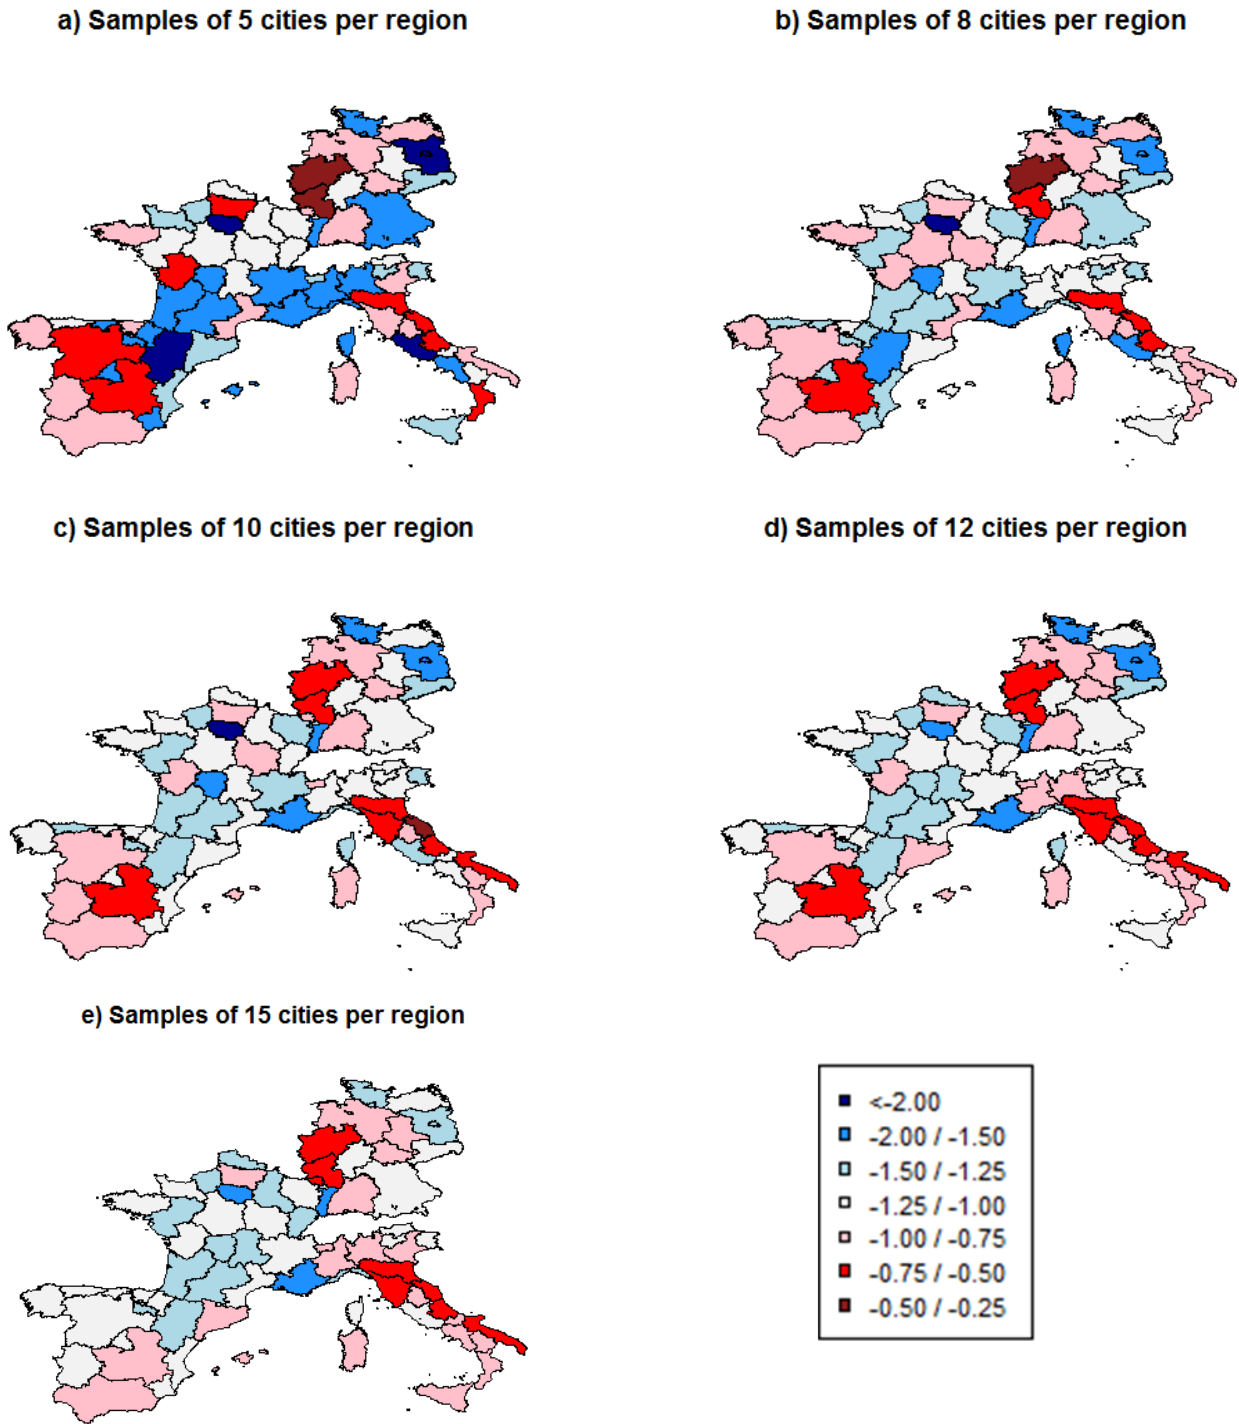 a) Samples of 5 cities per region
b) Samples of 8 cities per region
c) Samples of 10 cities per region
d) Samples of 12 cities per region
e) Samples of 15 cities per region
<-2.00
-2.00 / -1.50
-1.50 / -1.25
-1.25 / -1.00
-1.00 / -0.75
-0.75 / -0.50
-0.50 / -0.25